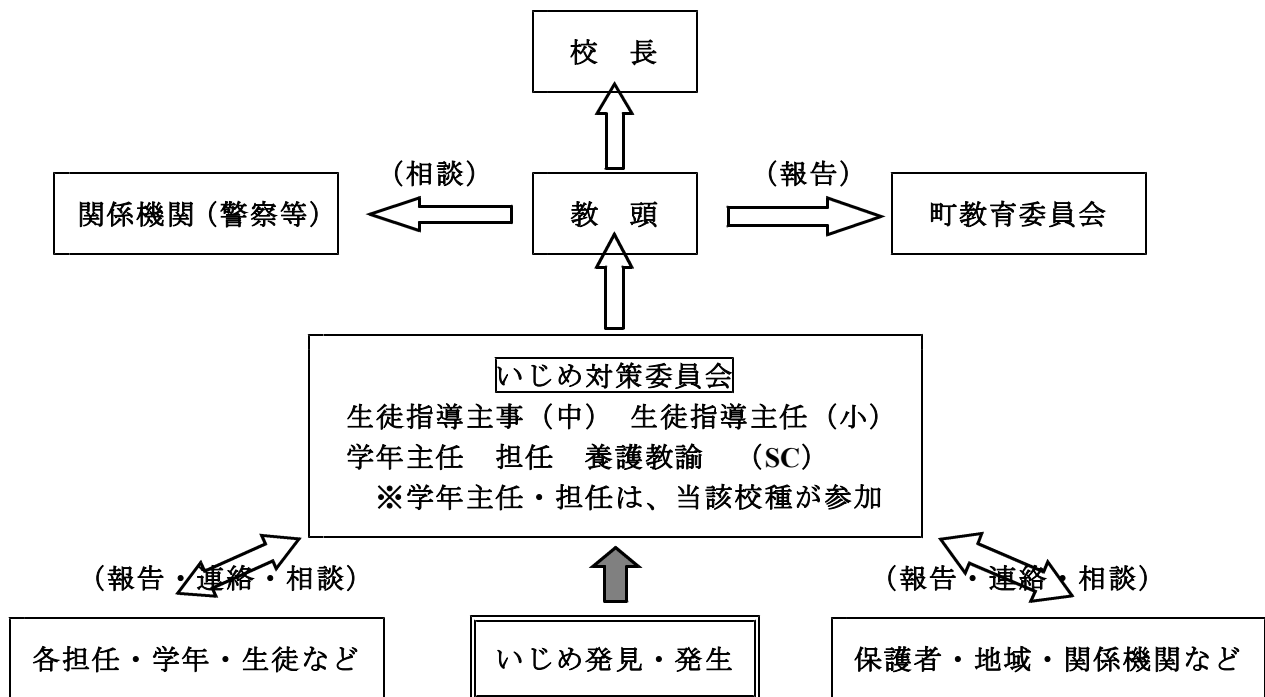 校　長
（相談）
（報告）
関係機関（警察等）
教　頭
町教育委員会
いじめ対策委員会
生徒指導主事（中）　生徒指導主任（小）
学年主任　担任　養護教諭　（SC）
※学年主任・担任は、当該校種が参加
（報告・連絡・相談）
（報告・連絡・相談）
各担任・学年・生徒など
いじめ発見・発生
保護者・地域・関係機関など